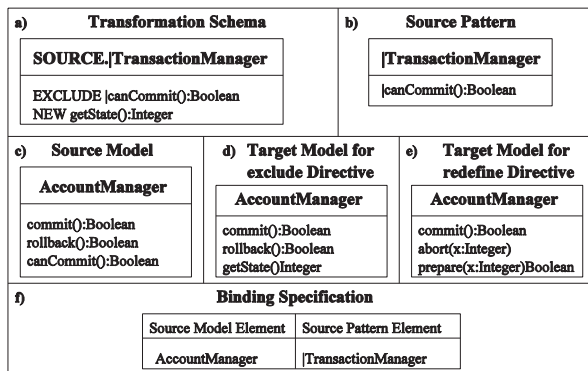 a) Transformation Schema
SOURCE.|TransactionManager
EXCLUDE |canCommit():Boolean
NEW getState():Integer
b) Source Pattern
|TransactionManager
|canCommit():Boolean
c) Source Model
AccountManager
commit():Boolean
rollback():Boolean
canCommit():Boolean
d) Target Model for
exclude Directive
AccountManager
commit():Boolean
rollback():Boolean
getState()Integer
e) Target Model for
redefine Directive
AccountManager
commit():Boolean
abort(x:Integer)
prepare(x:Integer)Boolean
f) Binding Specification
Source Model Element Source Pattern Element
AccountManager |TransactionManager